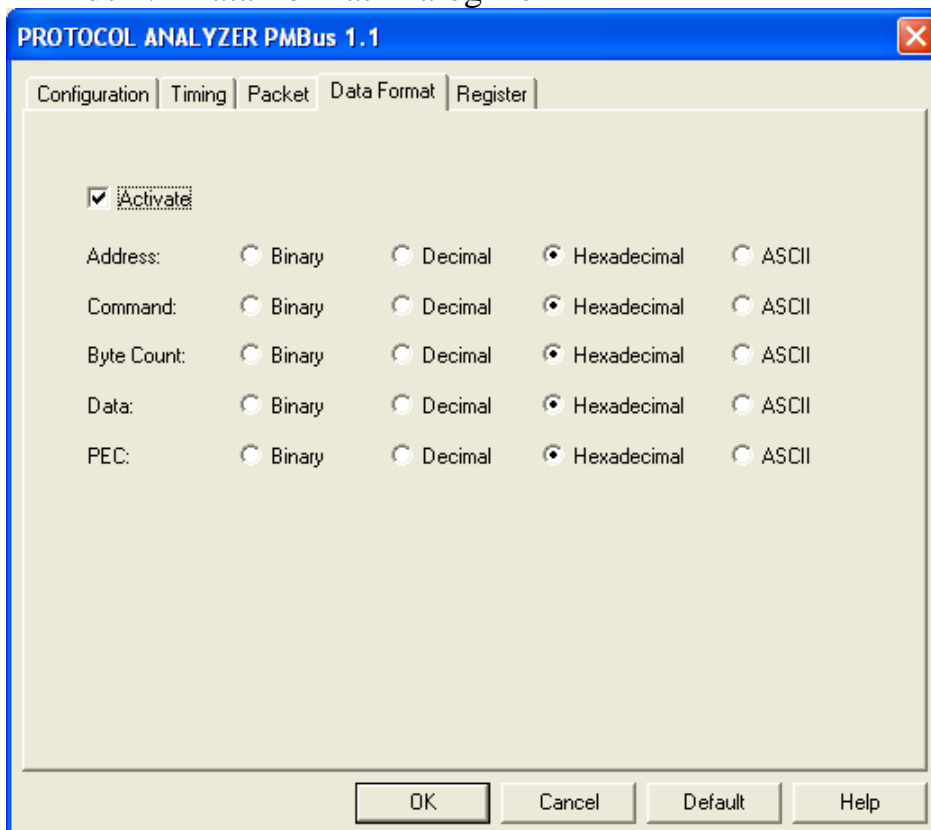 PROTOCOL ANALYZER PMBus 1.1
Configuration Timing Packet Data Format Register
Activate
Address: Binary Decimal Hexadecimal ASCII
Command: Binary Decimal Hexadecimal ASCII
Byte Count: Binary Decimal Hexadecimal ASCII
Data: Binary Decimal Hexadecimal ASCII
PEC: Binary Decimal Hexadecimal ASCII
OK Cancel Default Help